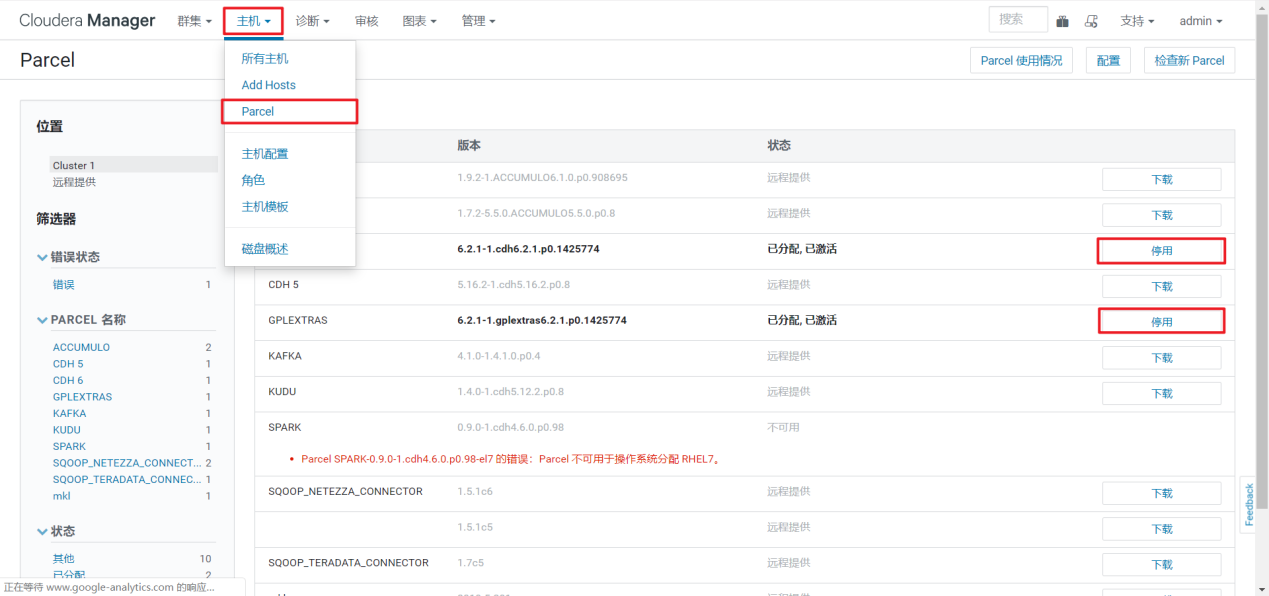 Cloudera Manager 群集 主机 诊断 审核 图表 管理 搜索 支持 admin
Parcel
Parcel 使用情况 配置 检查新 Parcel
所有主机
Add Hosts
Parcel
主机配置
角色
主机模板
磁盘概述
位置
Cluster 1
远程提供
筛选器
错误状态
错误 1
PARCEL 名称
ACCUMULO 2
CDH 5 1
CDH 6 1
GPLEXTRAS 1
KAFKA 1
KUDU 1
SPARK 1
SQOOP_NETEZZA_CONNECT... 2
SQOOP_TERADATA_CONNEC... 1
mkl 1
状态
其他 10
已分配 2
版本 状态
1.9.2-1.ACCUMULO6.1.0.p0.908695 远程提供 下载
1.7.2-5.5.0.ACCUMULO5.5.0.p0.8 远程提供 下载
6.2.1-1.cdh6.2.1.p0.1425774 已分配, 已激活 停用
CDH 5 5.16.2-1.cdh5.16.2.p0.8 远程提供 下载
GPLEXTRAS 6.2.1-1.gplextras6.2.1.p0.1425774 已分配, 已激活 停用
KAFKA 4.1.0-1.4.1.0.p0.4 远程提供 下载
KUDU 1.4.0-1.cdh5.12.2.p0.8 远程提供 下载
SPARK 0.9.0-1.cdh4.6.0.p0.98 不可用
• Parcel SPARK-0.9.0-1.cdh4.6.0.p0.98-el7 的错误：Parcel 不可用于操作系统分配 RHEL7。
SQOOP_NETEZZA_CONNECTOR 1.5.1c6 远程提供 下载
1.5.1c5 远程提供 下载
SQOOP_TERADATA_CONNECTOR 1.7c5 远程提供 下载
Feedback
正在等待 www.google-analytics.com 的响应...